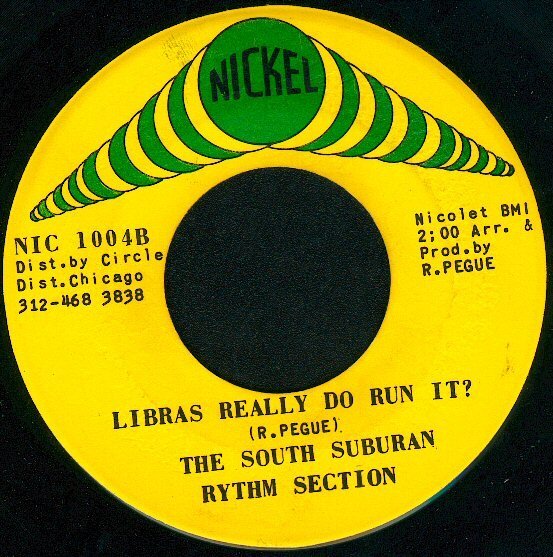 NICKEL
NIC 1004B
Dist.by Circle
Dist.Chicago
312-468 3838
Nicolet BMI
2;00 Arr. &
Prod.by
R.PEGUE
LIBRAS REALLY DO RUN IT?
(R.PEGUE)
THE SOUTH SUBURAN
RYTHM SECTION